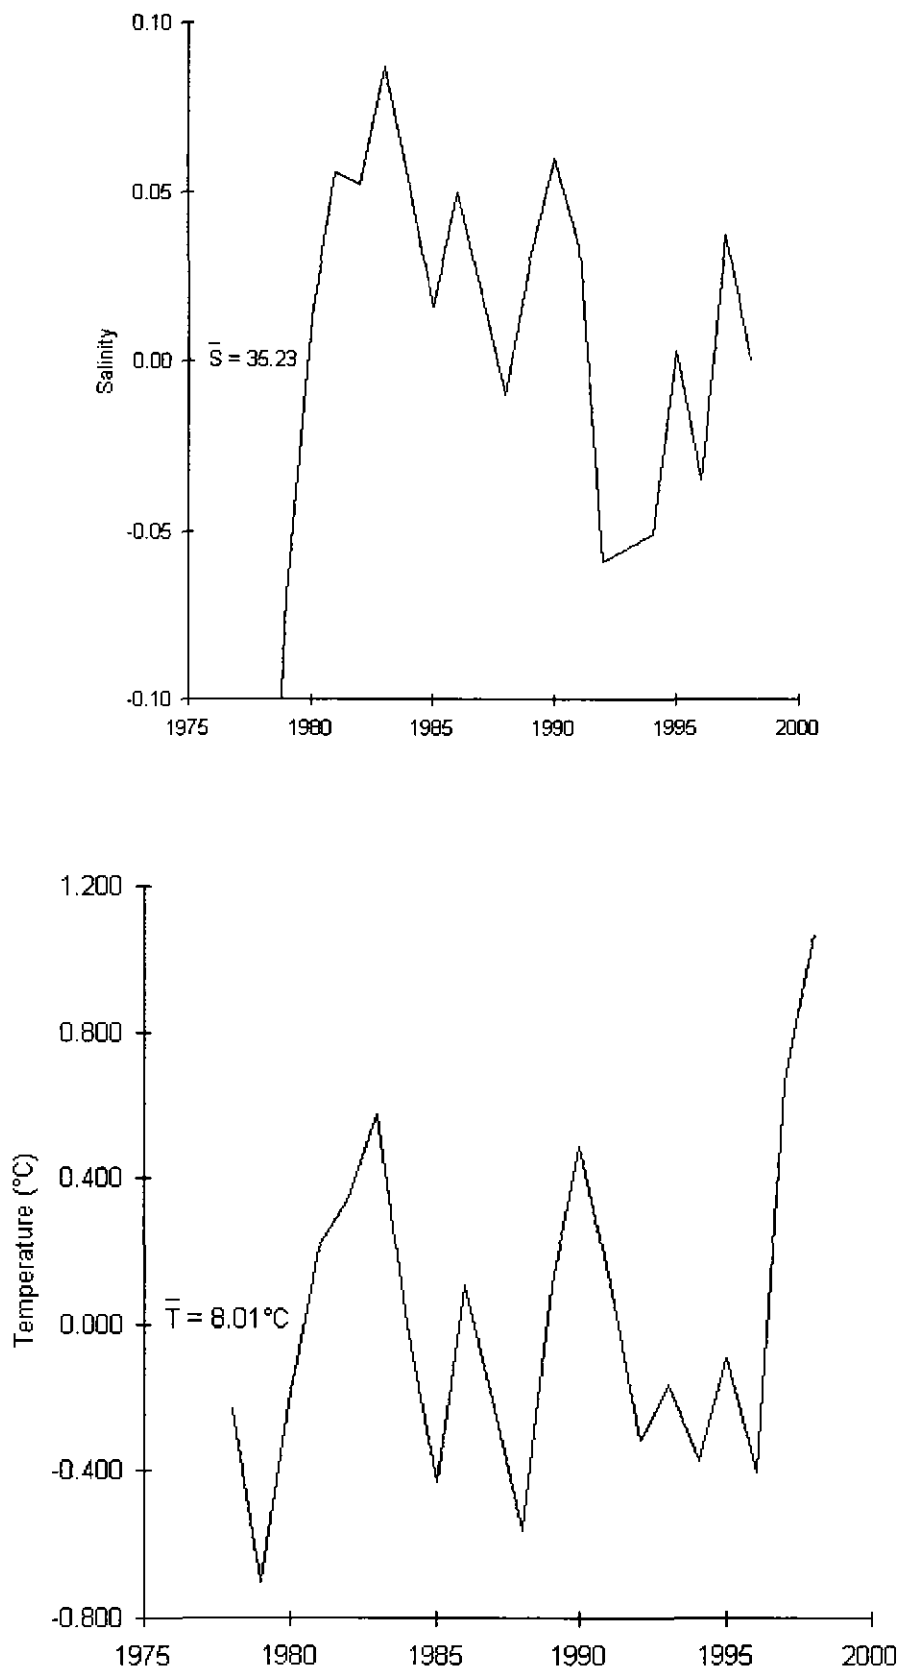 0.10
0.05
Salinity
0.00
S̅ = 35.23
-0.05
-0.10
1975 1980 1985 1990 1995 2000
1.200
0.800
0.400
Temperature (°C)
0.000
T̅ = 8.01°C
-0.400
-0.800
1975 1980 1985 1990 1995 2000